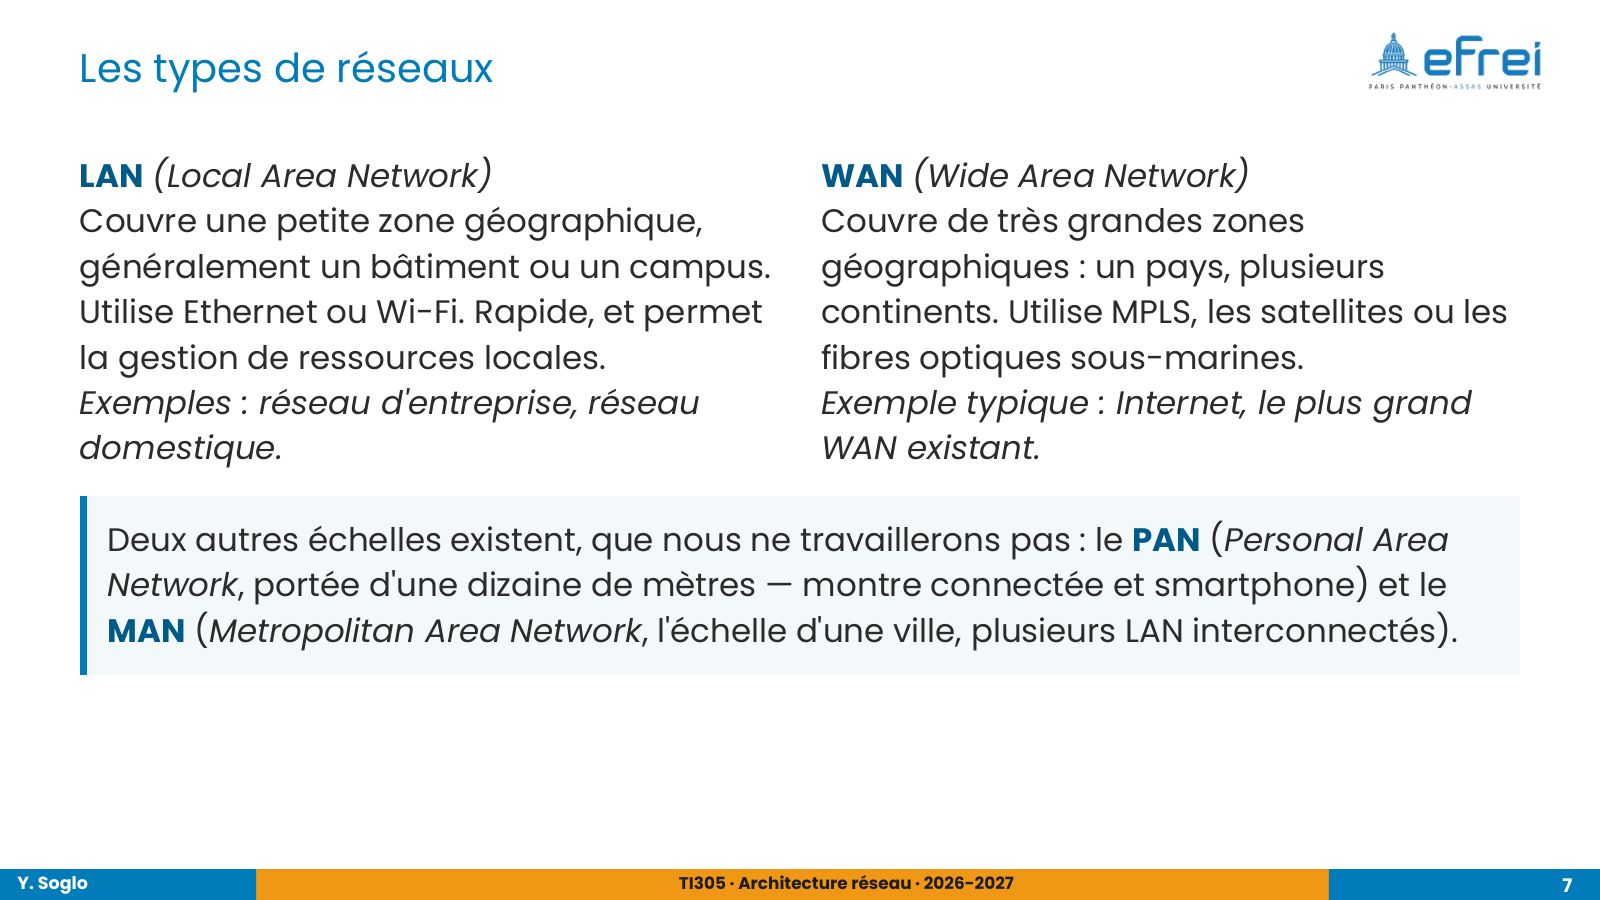 Les types de réseaux
efrei
PARIS PANTHÉON-ASSAS UNIVERSITÉ
LAN (Local Area Network)
Couvre une petite zone géographique,
généralement un bâtiment ou un campus.
Utilise Ethernet ou Wi-Fi. Rapide, et permet
la gestion de ressources locales.
Exemples : réseau d'entreprise, réseau
domestique.
WAN (Wide Area Network)
Couvre de très grandes zones
géographiques : un pays, plusieurs
continents. Utilise MPLS, les satellites ou les
fibres optiques sous-marines.
Exemple typique : Internet, le plus grand
WAN existant.
Deux autres échelles existent, que nous ne travaillerons pas : le PAN (Personal Area
Network, portée d'une dizaine de mètres — montre connectée et smartphone) et le
MAN (Metropolitan Area Network, l'échelle d'une ville, plusieurs LAN interconnectés).
Y. Soglo
TI305 · Architecture réseau · 2026-2027
7